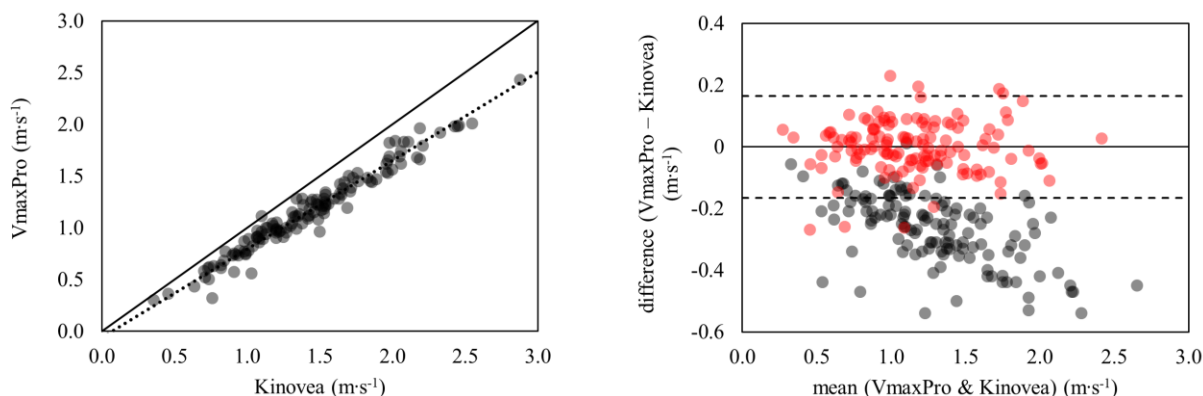 3.0
2.5
2.0
1.5
1.0
0.5
0.0
VmaxPro (m·s⁻¹)
0.0 0.5 1.0 1.5 2.0 2.5 3.0
Kinovea (m·s⁻¹)
0.4
0.2
0
-0.2
-0.4
-0.6
difference (VmaxPro – Kinovea)
(m·s⁻¹)
0.0 0.5 1.0 1.5 2.0 2.5 3.0
mean (VmaxPro & Kinovea) (m·s⁻¹)